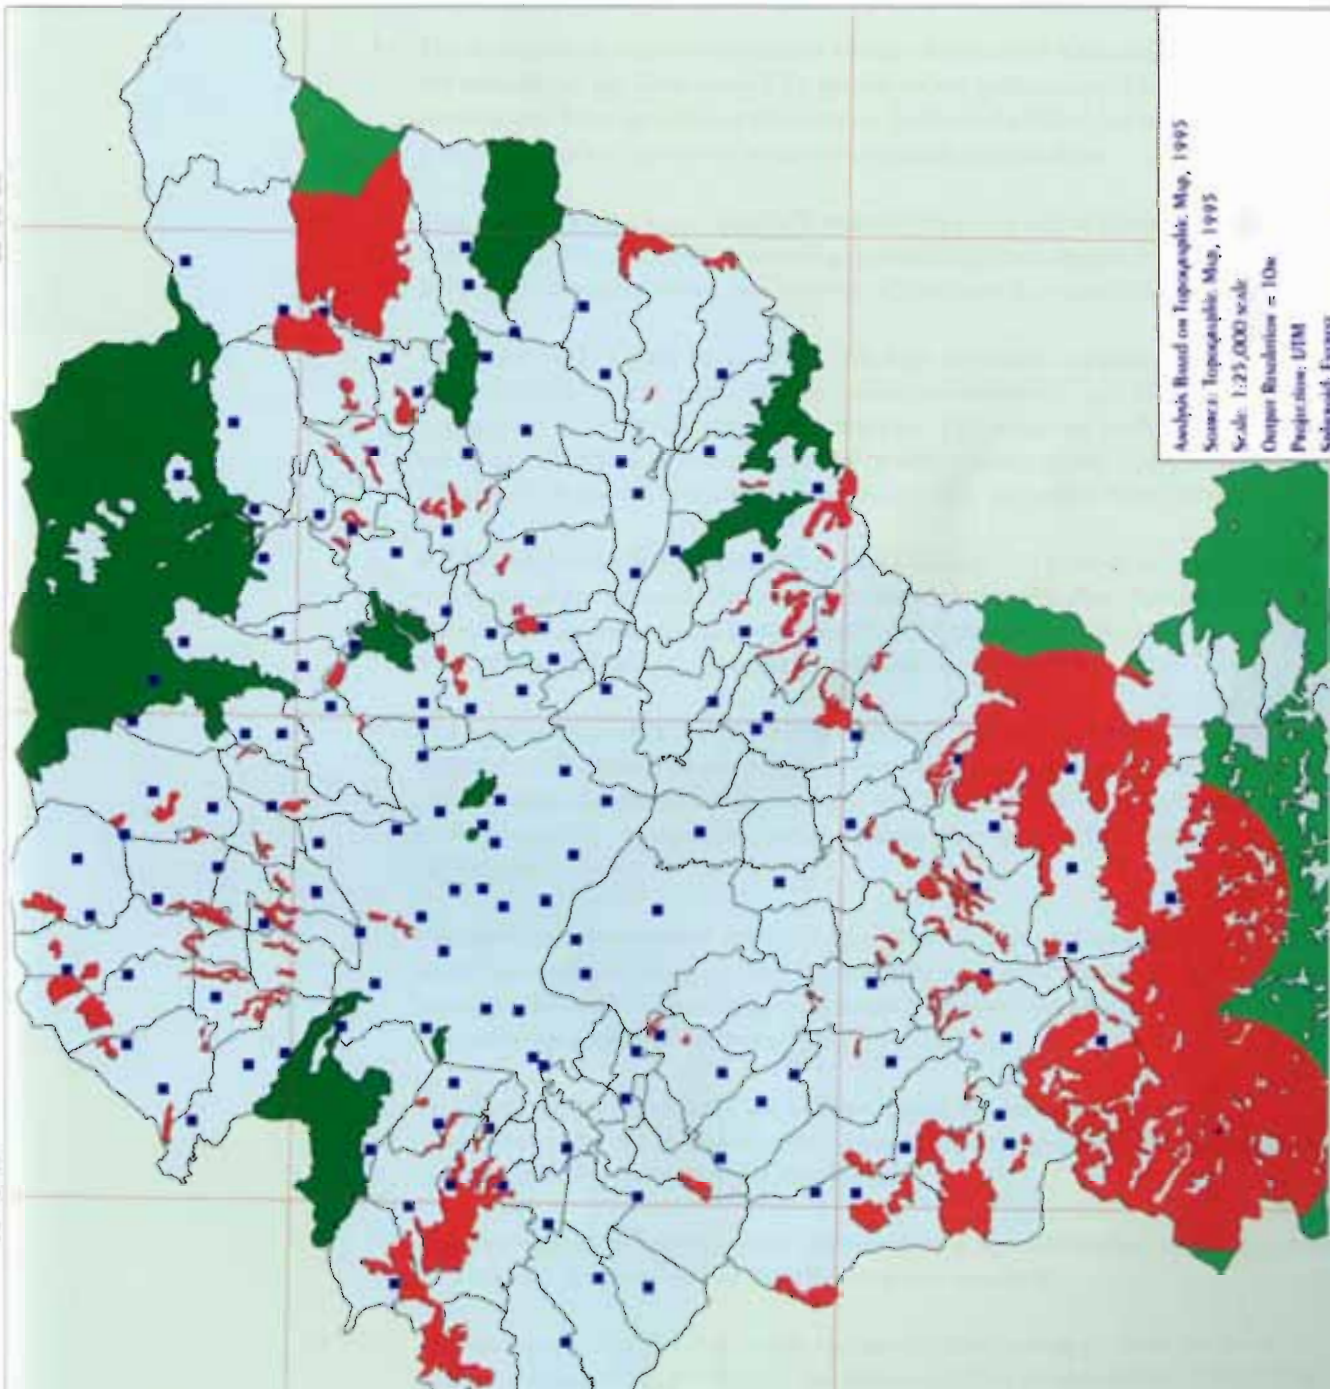 Analysis Based on Topographic Map, 1995
Source: Topographic Map, 1995
Scale: 1:25,000 scale
Output Resolution = 10m
Projection: UTM